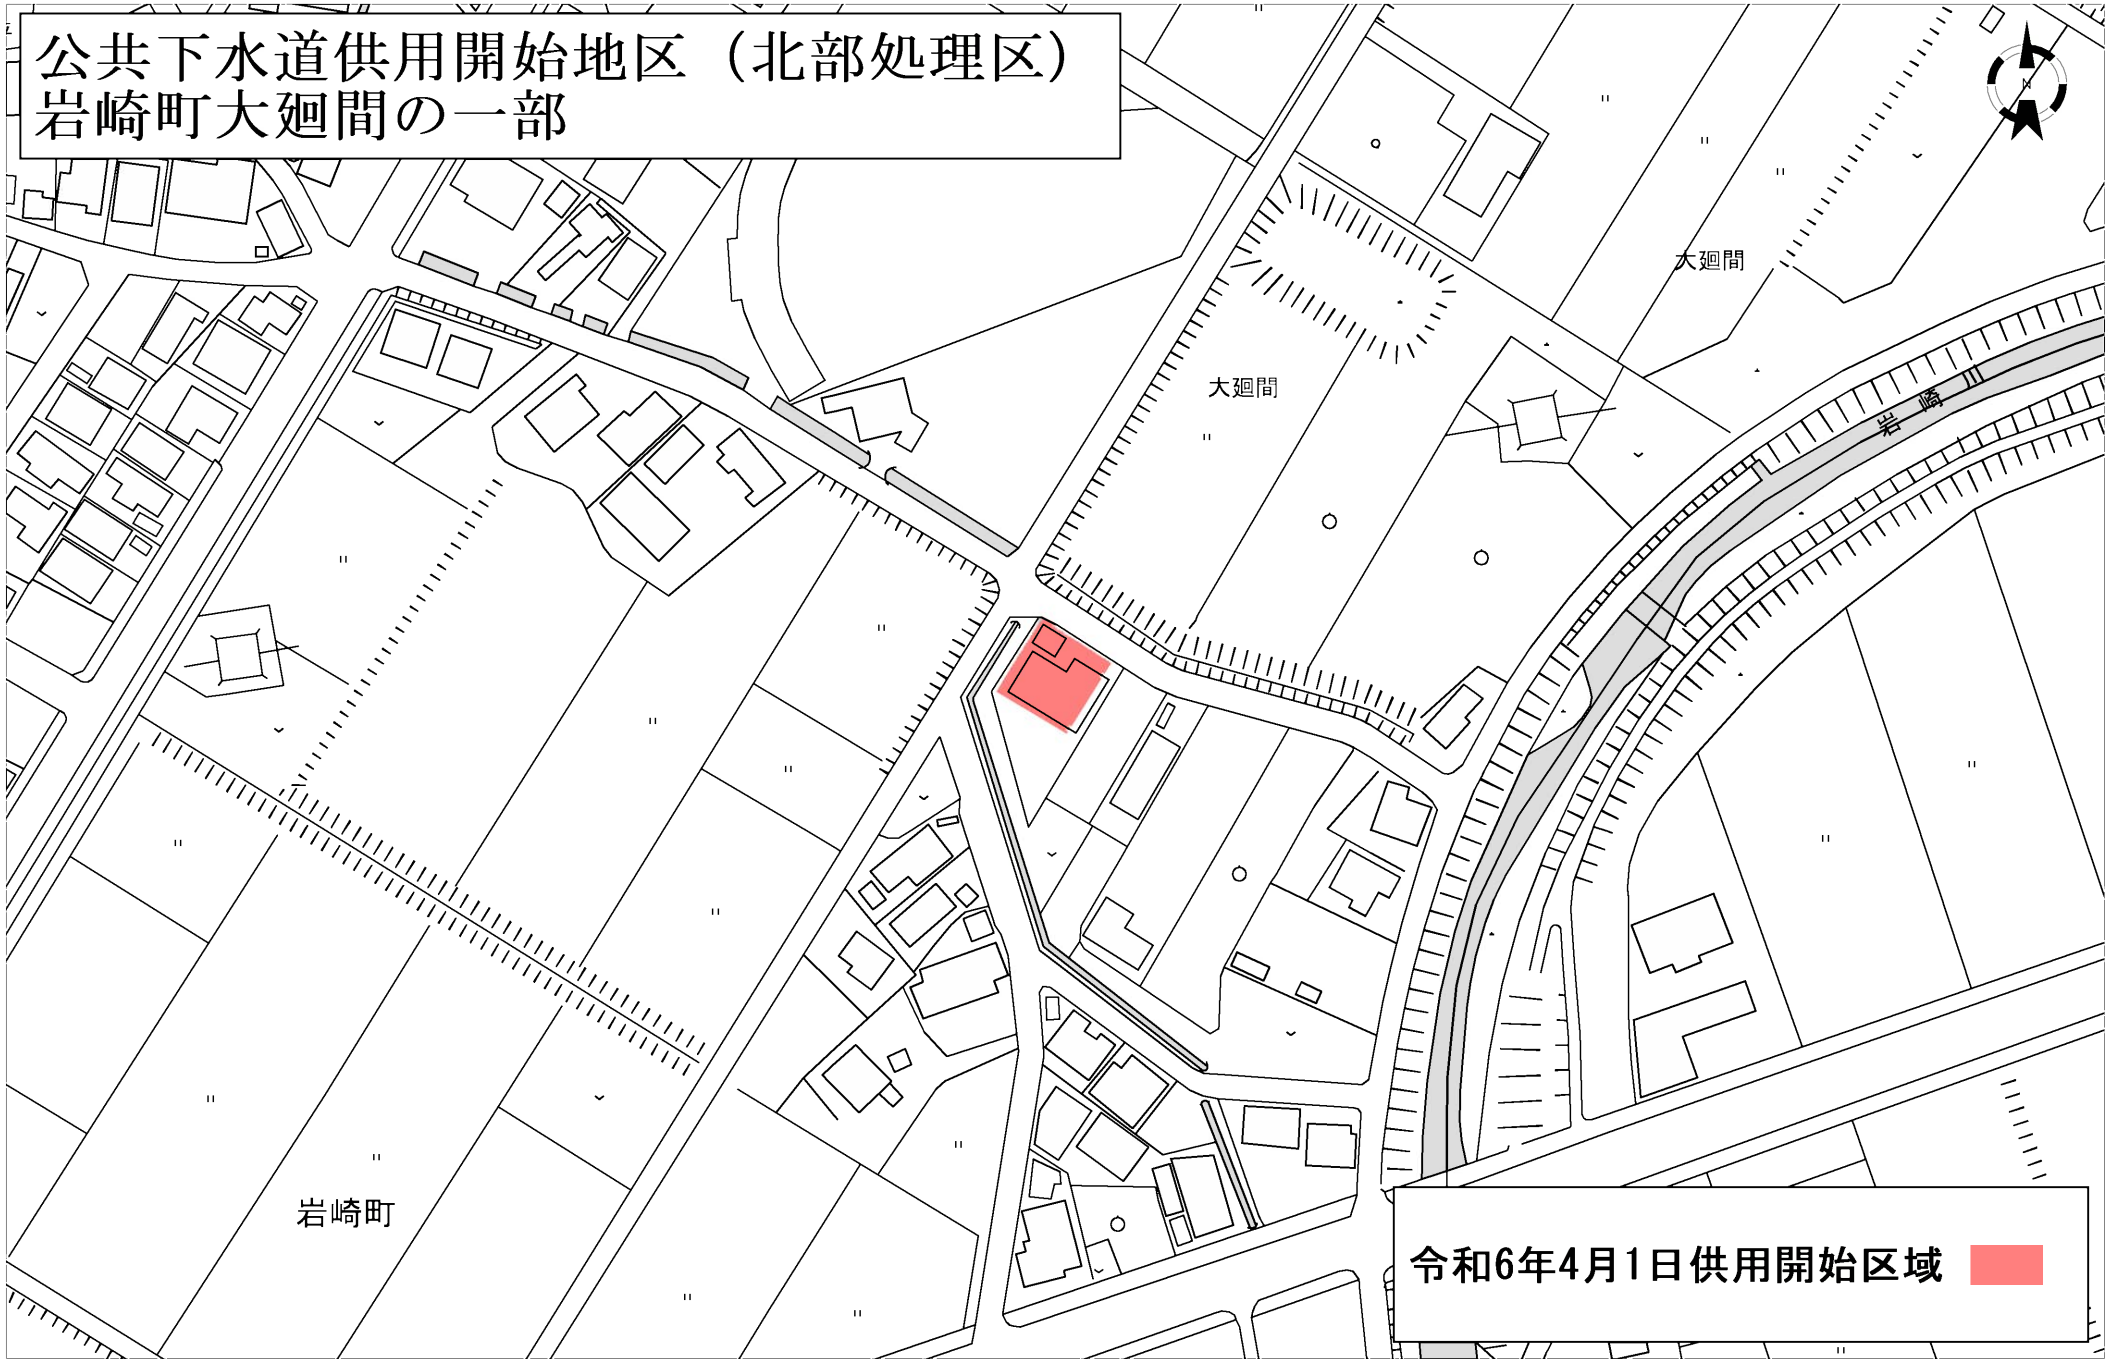 公共下水道供用開始地区（北部処理区）
岩崎町大廻間の一部
N
大廻間
大廻間
岩崎川
岩崎町
令和6年4月1日供用開始区域